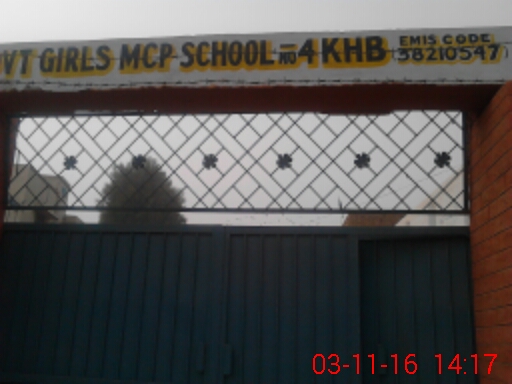 VT GIRLS MCP SCHOOL NO 4 KHB
EMIS CODE
38210547
03-11-16 14:17